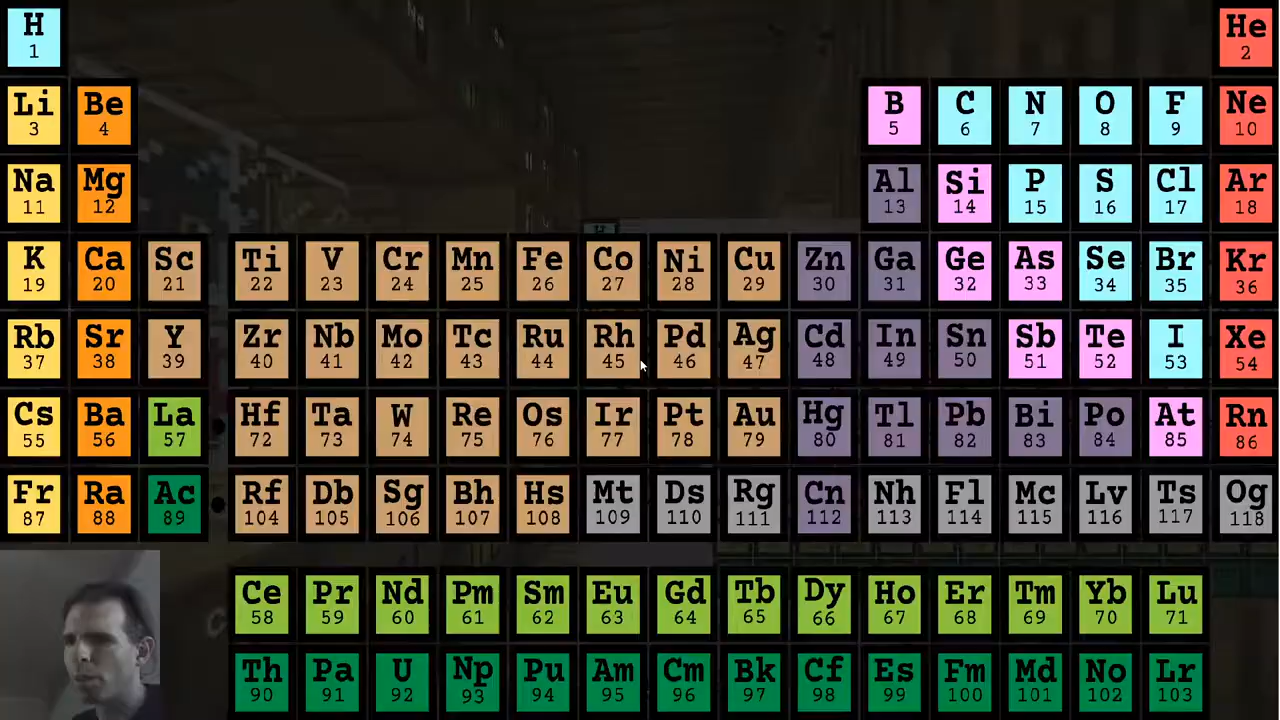 H He
1 2
Li Be B C N O F Ne
3 4 5 6 7 8 9 10
Na Mg Al Si P S Cl Ar
11 12 13 14 15 16 17 18
K Ca Sc Ti V Cr Mn Fe Co Ni Cu Zn Ga Ge As Se Br Kr
19 20 21 22 23 24 25 26 27 28 29 30 31 32 33 34 35 36
Rb Sr Y Zr Nb Mo Tc Ru Rh Pd Ag Cd In Sn Sb Te I Xe
37 38 39 40 41 42 43 44 45 46 47 48 49 50 51 52 53 54
Cs Ba La Hf Ta W Re Os Ir Pt Au Hg Tl Pb Bi Po At Rn
55 56 57 72 73 74 75 76 77 78 79 80 81 82 83 84 85 86
Fr Ra Ac Rf Db Sg Bh Hs Mt Ds Rg Cn Nh Fl Mc Lv Ts Og
87 88 89 104 105 106 107 108 109 110 111 112 113 114 115 116 117 118
Ce Pr Nd Pm Sm Eu Gd Tb Dy Ho Er Tm Yb Lu
58 59 60 61 62 63 64 65 66 67 68 69 70 71
Th Pa U Np Pu Am Cm Bk Cf Es Fm Md No Lr
90 91 92 93 94 95 96 97 98 99 100 101 102 103